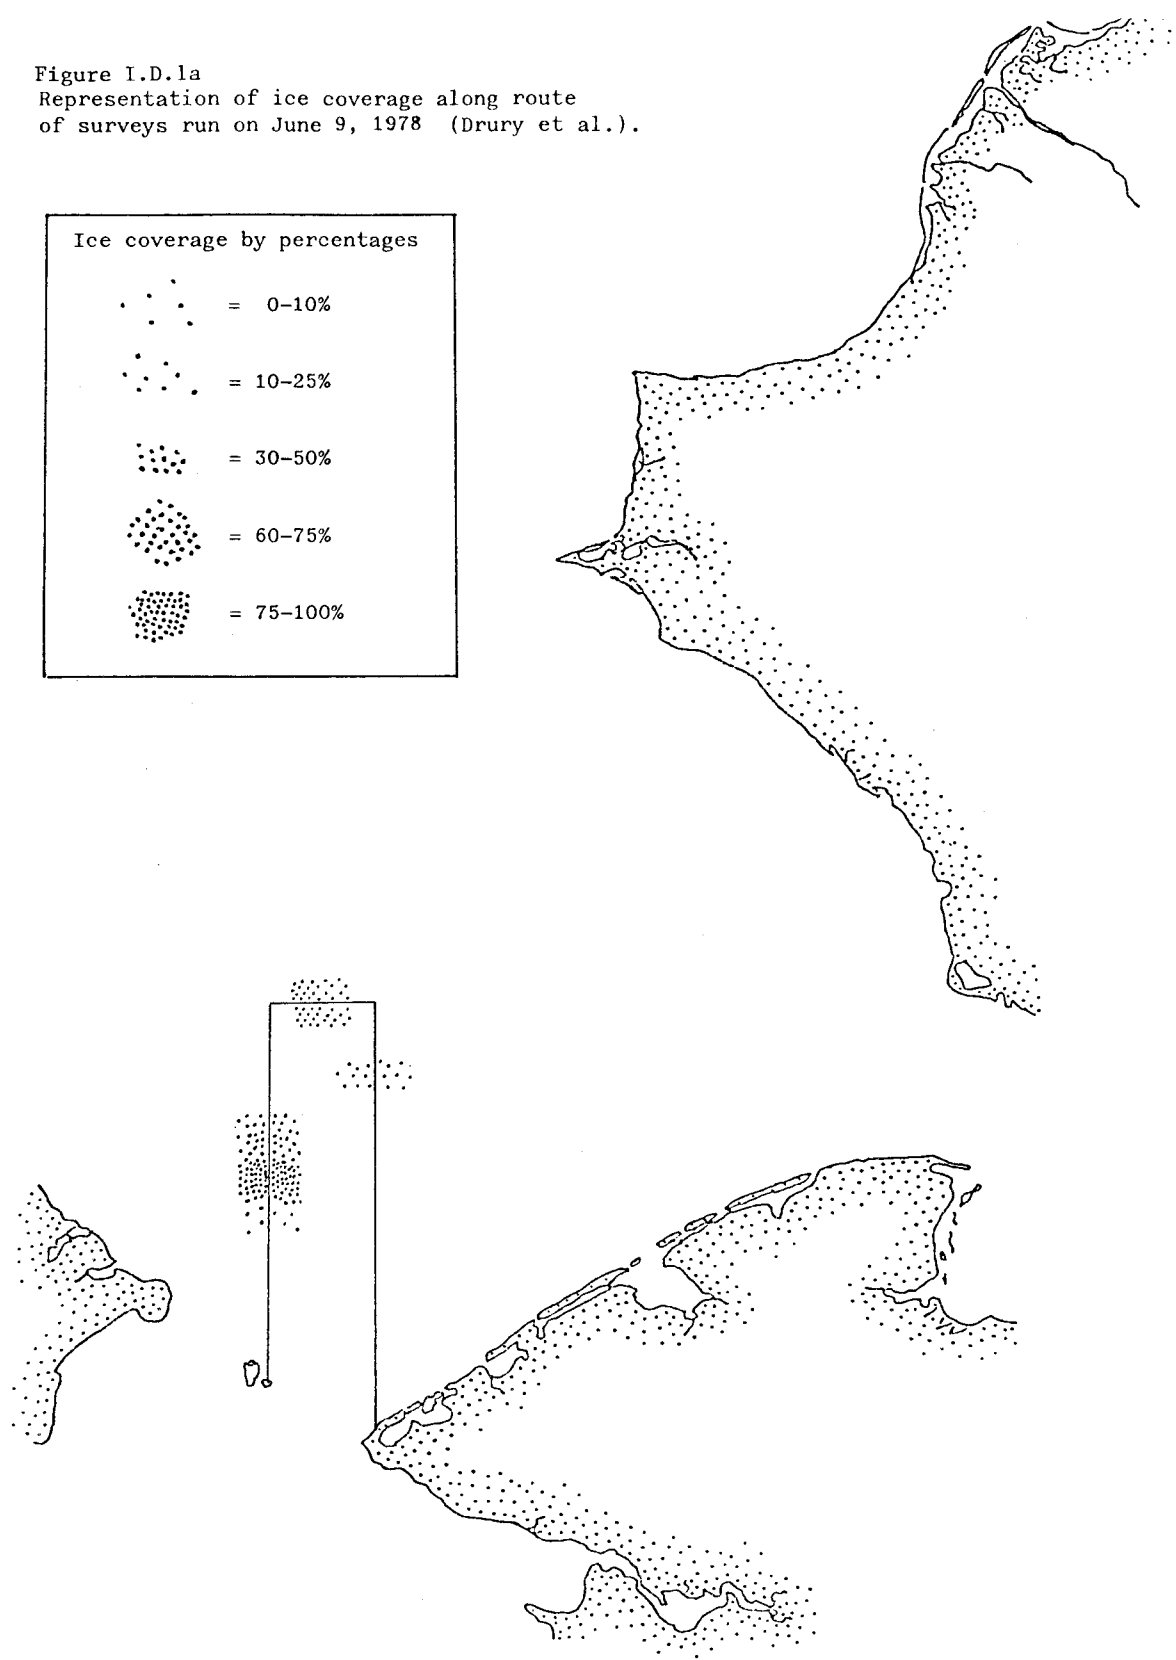 Figure I.D.1a
Representation of ice coverage along route
of surveys run on June 9, 1978 (Drury et al.).
Ice coverage by percentages
= 0-10%
= 10-25%
= 30-50%
= 60-75%
= 75-100%